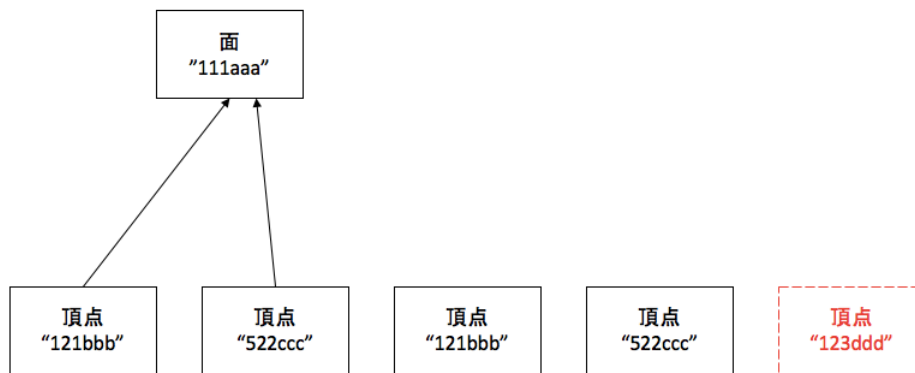 面
”111aaa”
頂点
“121bbb”
頂点
“522ccc”
頂点
“121bbb”
頂点
“522ccc”
頂点
“123ddd”